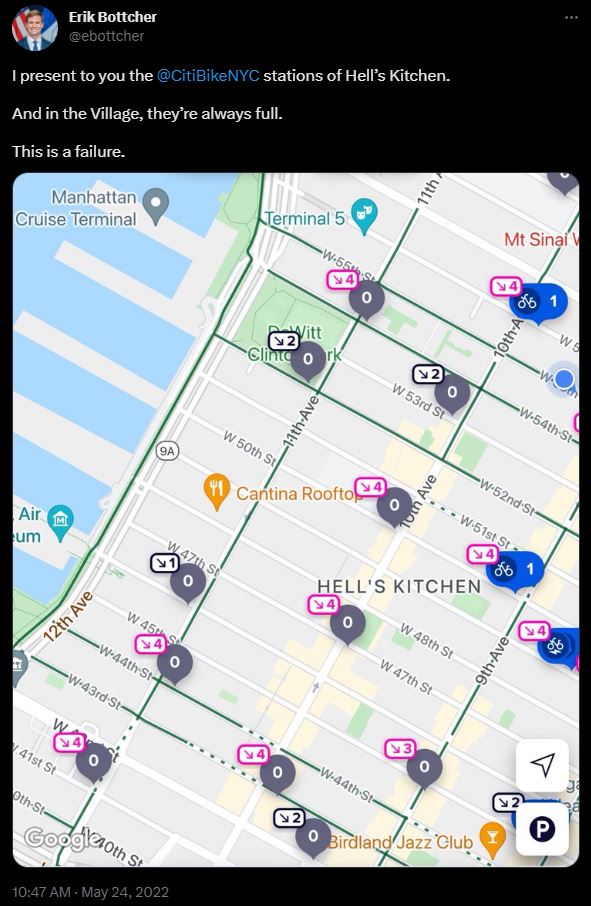 Erik Bottcher
@ebottcher
I present to you the @CitiBikeNYC stations of Hell's Kitchen.
And in the Village, they're always full.
This is a failure.
Manhattan
Cruise Terminal
Terminal 5
11th A
Mt Sinai W
W 55th St
↘4
0
↘4
1
DeWitt
Clinton Park
↘2
0
↘2
0
10th A
W 5
W 53rd St
W 54th St
11th Ave
W 50th St
9A
Cantina Rooftop
↘4
0
10th Ave
W 52nd St
W 51st St
Air
eum
↘1
0
W 47th St
↘4
1
HELL'S KITCHEN
↘4
0
12th Ave
W 45th St
↘4
0
W 48th St
↘4
W 44th St
W 47th St
9th Ave
W 43rd St
↘4
0
W 41st St
↘4
0
↘3
0
W 44th St
0th St
↘2
0
↘2
P
Google
W 40th St
Birdland Jazz Club
10:47 AM · May 24, 2022